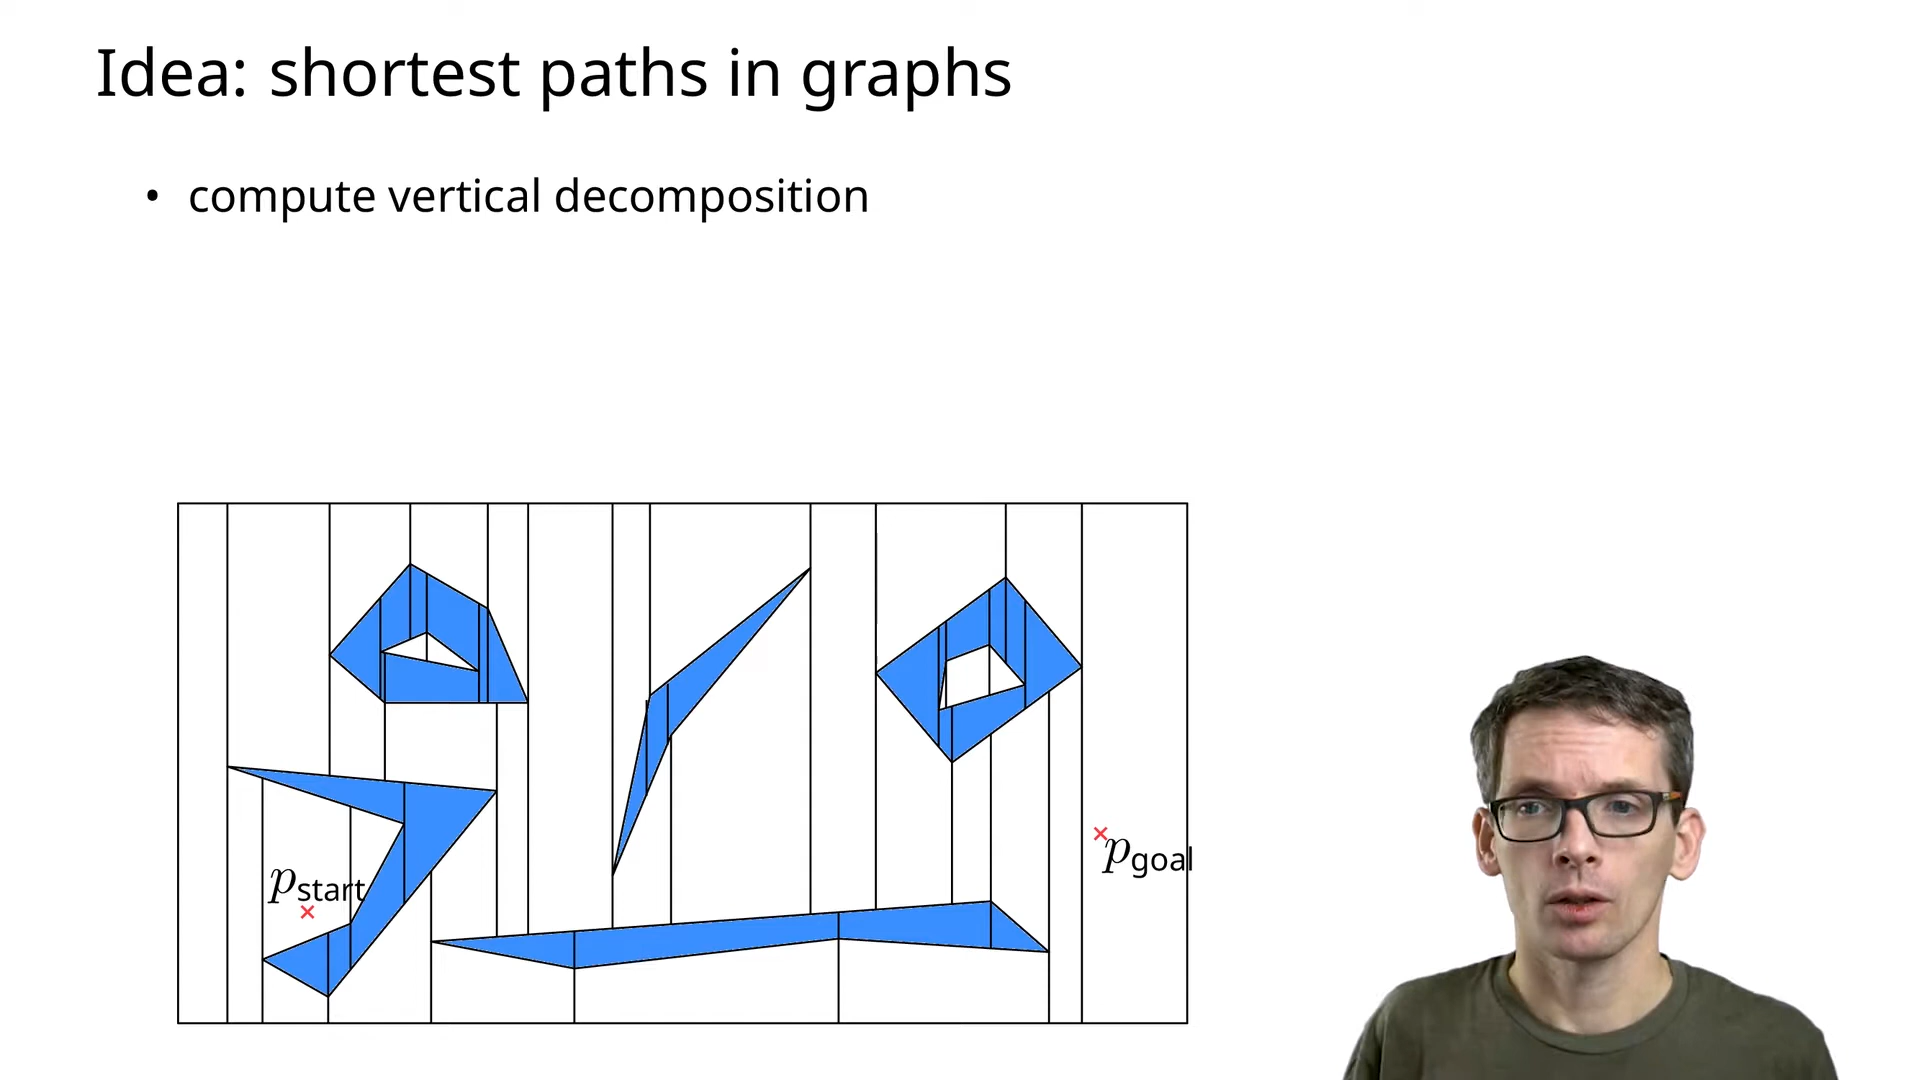 Idea: shortest paths in graphs
• compute vertical decomposition
p_goal
p_start